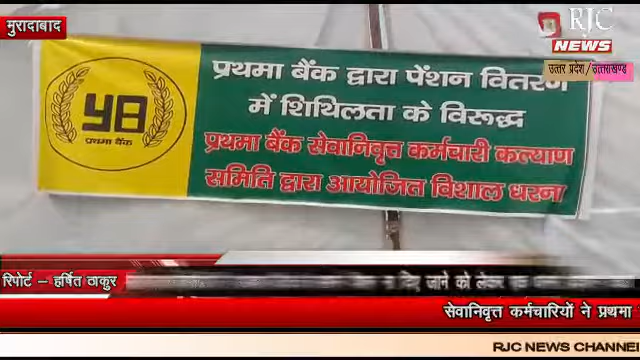 मुरादाबाद
RJC
NEWS
उत्तर प्रदेश/उत्तराखण्ड
प्रथमा बैंक द्वारा पेंशन वितरण
में शिथिलता के विरूद्ध
प्रथमा बैंक सेवानिवृत्त कर्मचारी कल्याण
समिति द्वारा आयोजित विशाल धरना
प्रथमा बैंक
रिपोर्ट – हर्षित ठाकुर
जाने को लेकर
सेवानिवृत्त कर्मचारियों ने प्रथमा
RJC NEWS CHANNEL